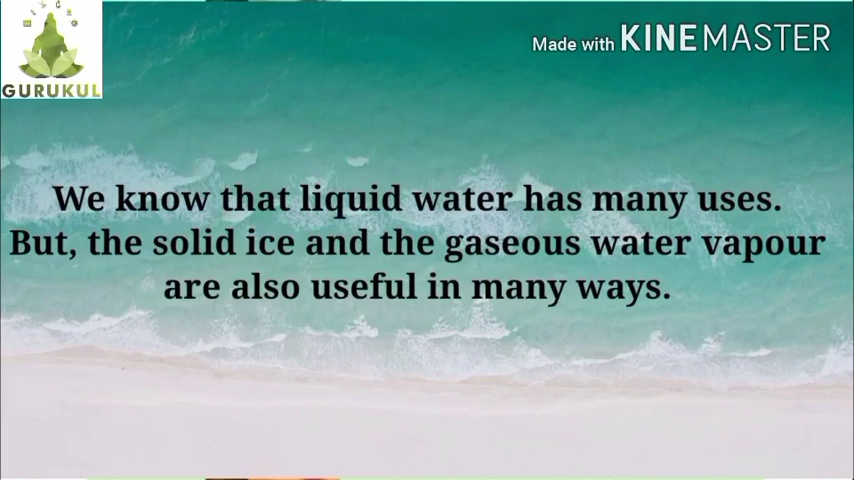 GURUKUL
Made with KINEMASTER
We know that liquid water has many uses.
But, the solid ice and the gaseous water vapour
are also useful in many ways.